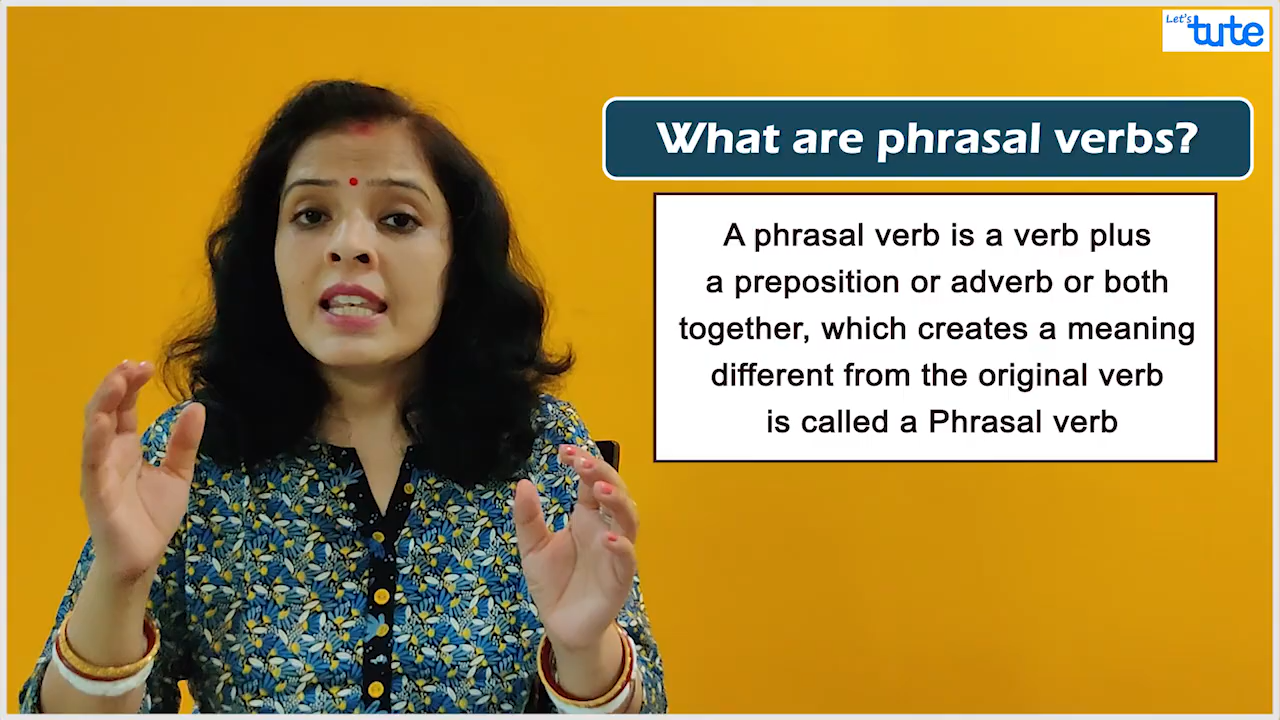 Let's
tute
What are phrasal verbs?
A phrasal verb is a verb plus
a preposition or adverb or both
together, which creates a meaning
different from the original verb
is called a Phrasal verb